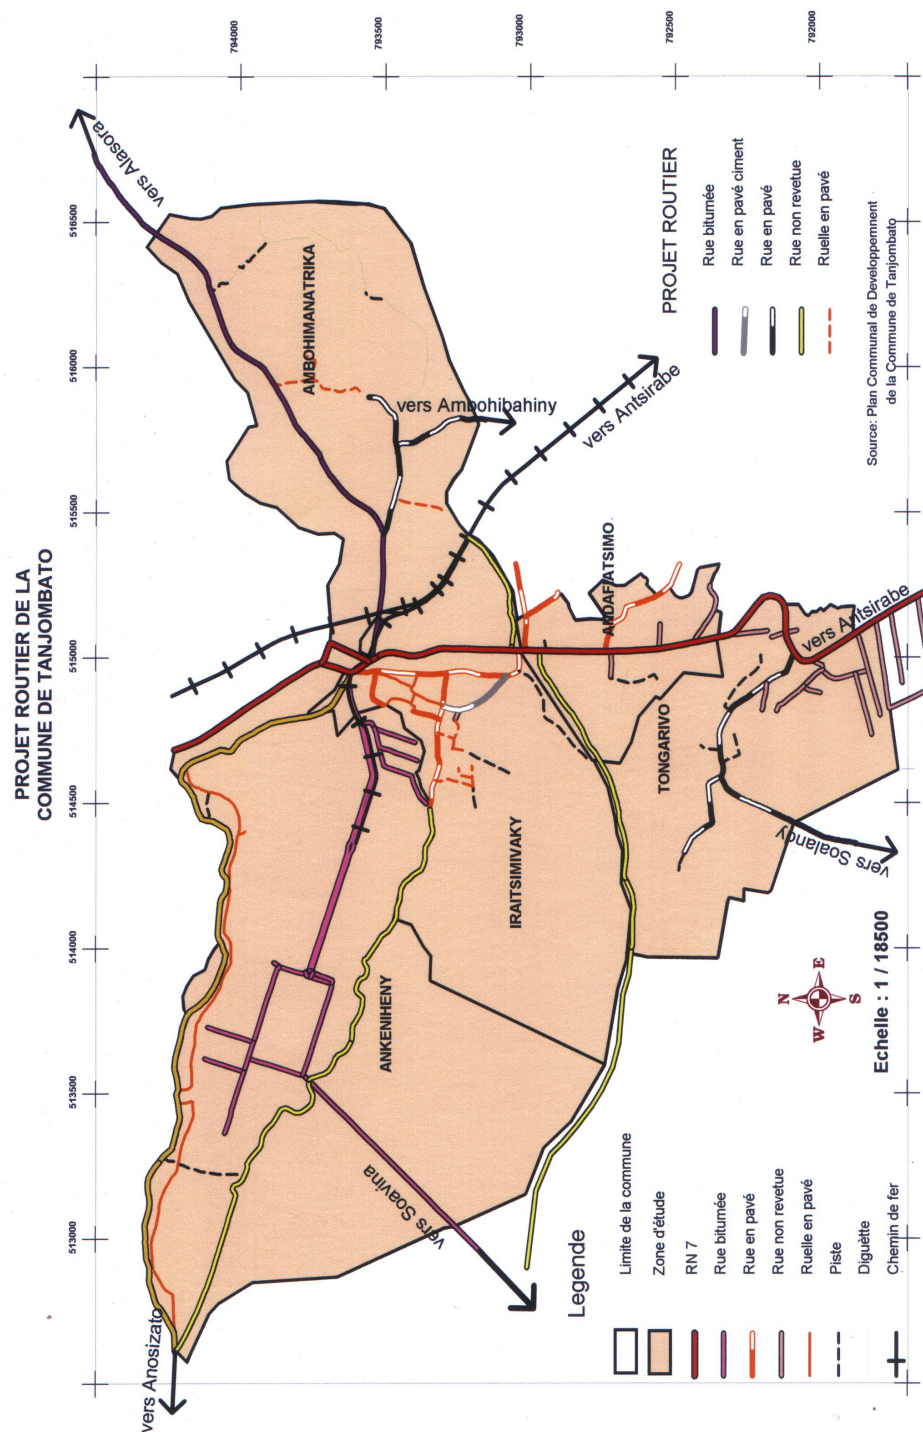 PROJET ROUTIER DE LA
COMMUNE DE TANJOMBATO
513000
513500
514000
514500
515000
515500
516000
516500
794000
793500
793000
792500
792000
vers Alasora
AMBOHIMANATRIKA
vers Ambohibahiny
vers Antsirabe
ANDAFIATSIMO
vers Antsirabe
TONGARIVO
vers Soalandy
IRAITSIMIVAKY
ANKENIHENY
vers Soavina
vers Anosizato
PROJET ROUTIER
Rue bitumée
Rue en pavé ciment
Rue en pavé
Rue non revetue
Ruelle en pavé
Source: Plan Communal de Developpemnent
de la Commune de Tanjombato
N
W
E
S
Echelle : 1 / 18500
Legende
Limite de la commune
Zone d'étude
RN 7
Rue bitumée
Rue en pavé
Rue non revetue
Ruelle en pavé
Piste
Diguètte
Chemin de fer